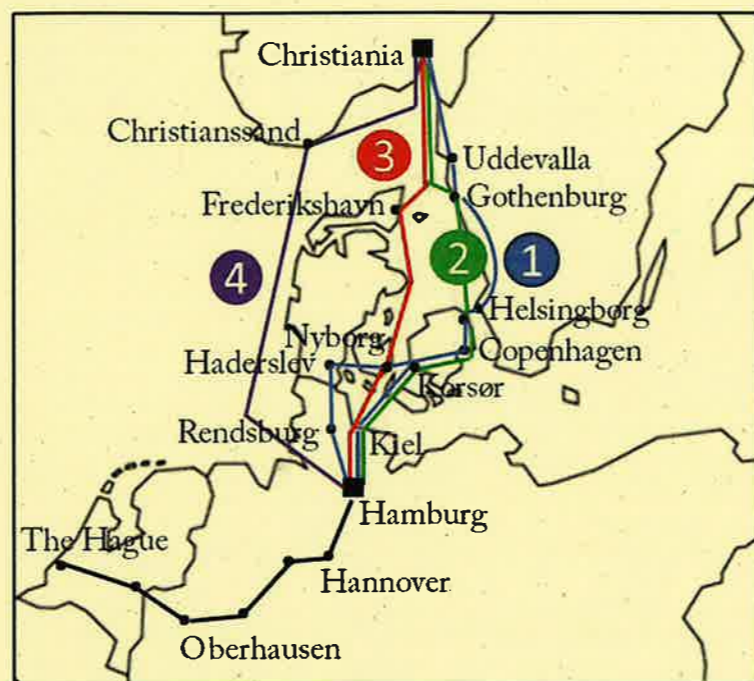 Christiania
Christianssand
3
Uddevalla
Frederikshavn
Gothenburg
4
2
1
Helsingborg
Nyborg
Haderslev
Copenhagen
Korsør
Rendsburg
Kiel
Hamburg
The Hague
Hannover
Oberhausen